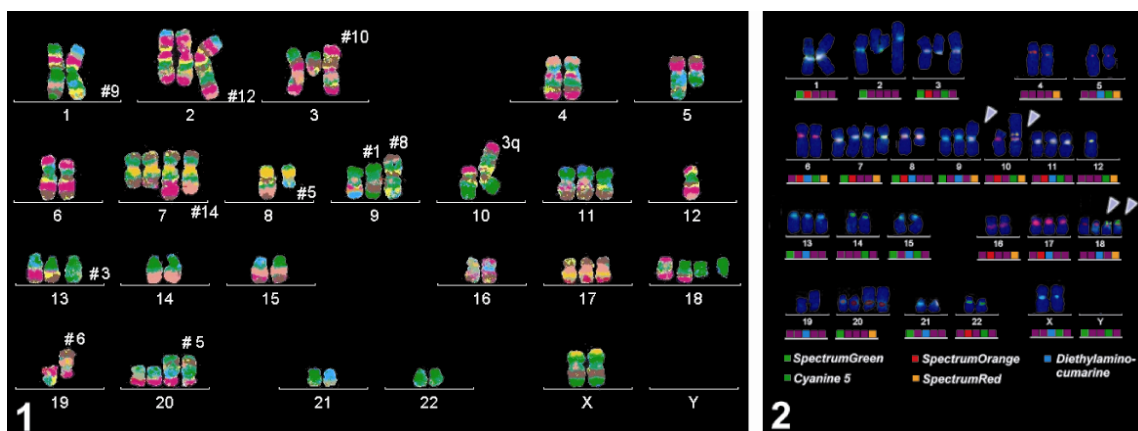 #10
#9
#12
1 2 3 4 5
#8
#1
3q
#5
#14
6 7 8 9 10 11 12
#3
13 14 15 16 17 18
#6
#5
19 20 21 22 X Y
1
1 2 3 4 5
6 7 8 9 10 11 12
13 14 15 16 17 18
19 20 21 22 X Y
SpectrumGreen SpectrumOrange Diethylamino-
Cyanine 5 SpectrumRed cumarine
2